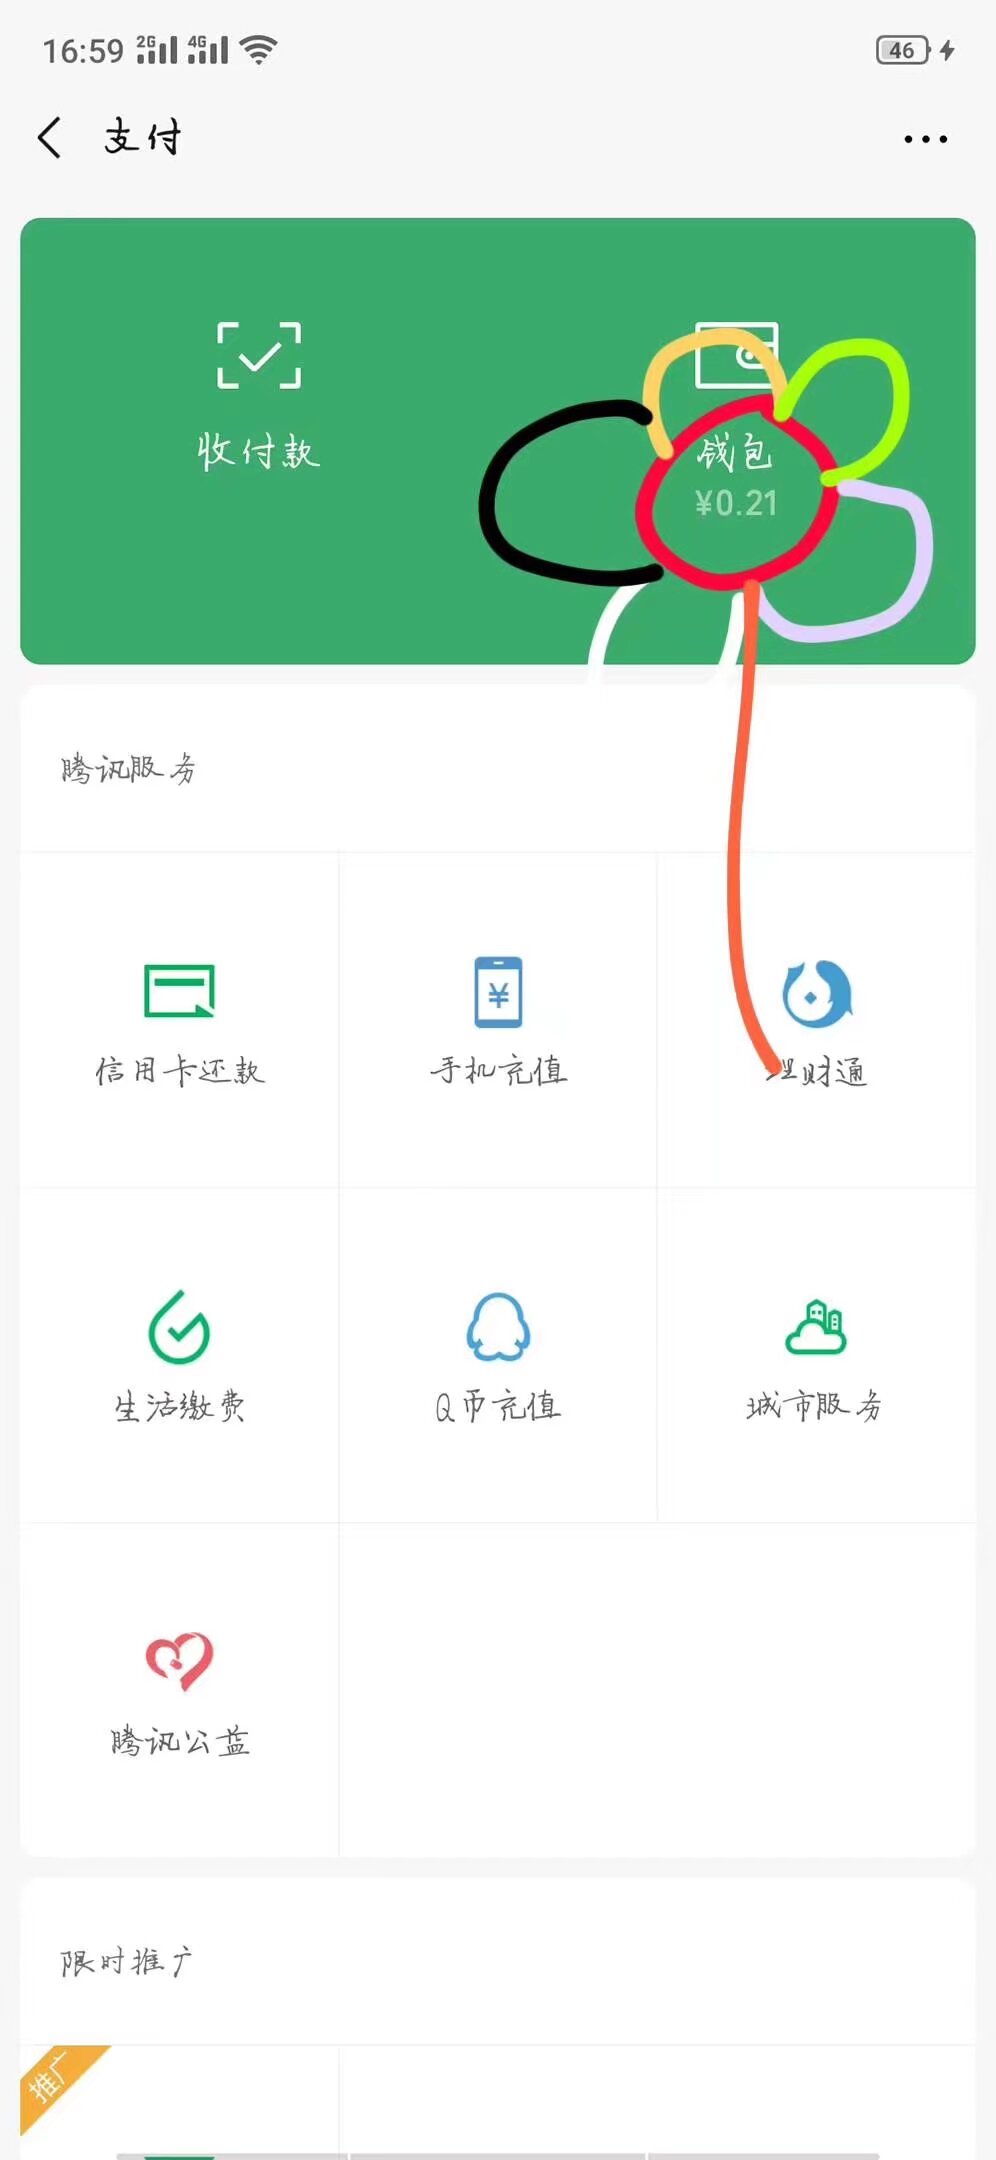 16:59 2G 4G 46
支付
收付款 钱包
¥0.21
腾讯服务
信用卡还款 手机充值 理财通
生活缴费 Q币充值 城市服务
腾讯公益
限时推广
推广